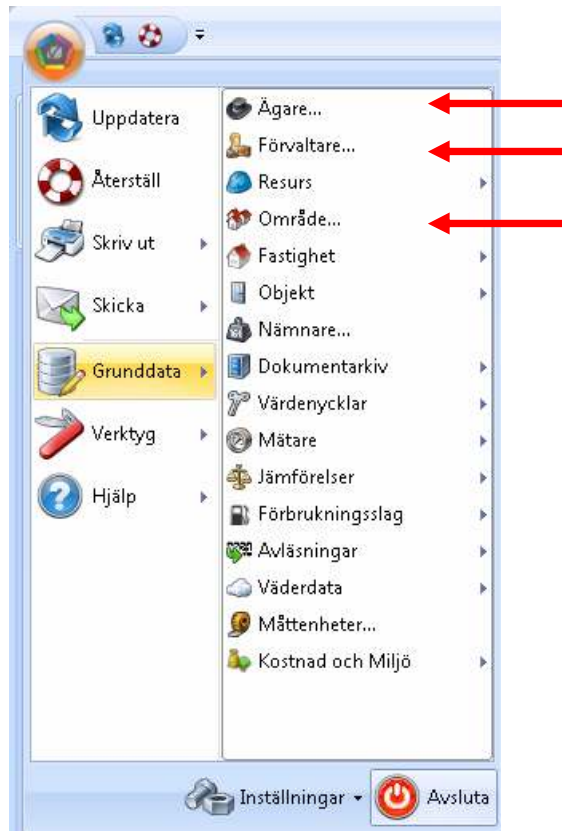 Uppdatera
Återställ
Skriv ut
Skicka
Grunddata
Verktyg
Hjälp
Ägare...
Förvaltare...
Resurs
Område...
Fastighet
Objekt
Nämnare...
Dokumentarkiv
Värdenycklar
Mätare
Jämförelser
Förbrukningsslag
Avläsningar
Väderdata
Måttenheter...
Kostnad och Miljö
Inställningar
Avsluta